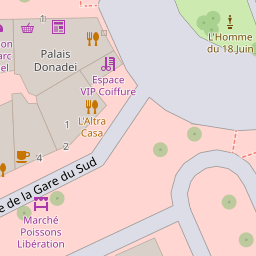 1
Palais
Donadei
L'Homme
du 18 Juin
Espace
VIP Coiffure
L'Altra
Casa
1
2
4
de la Gare du Sud
Marché
Poissons
Libération